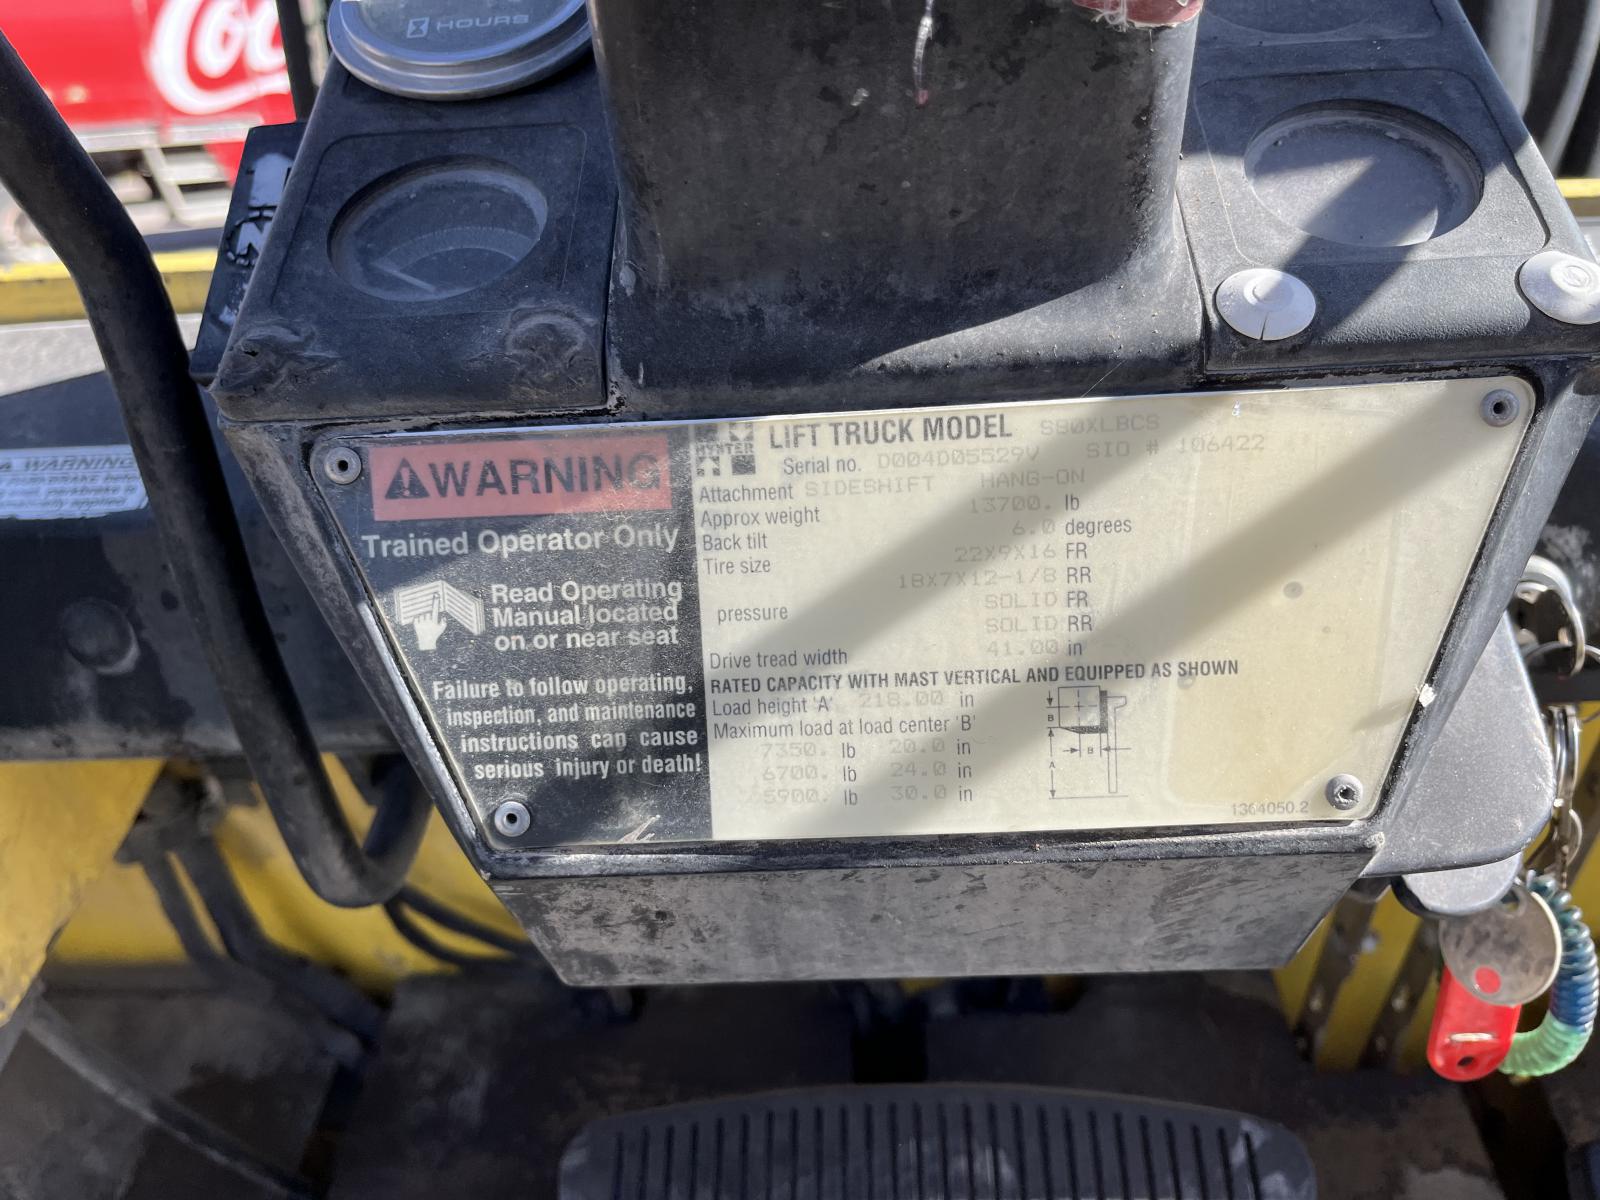 HOURS
Coc
WARNING
WARNING
Trained Operator Only
Read Operating
Manual located
on or near seat
Failure to follow operating,
inspection, and maintenance
instructions can cause
serious injury or death!
HYSTER
LIFT TRUCK MODEL S80XLBCS
Serial no. D004D05529V SIO # 106422
Attachment SIDESHIFT HANG-ON
Approx weight 13700. lb
Back tilt 6.0 degrees
Tire size 22X9X16 FR
18X7X12-1/8 RR
pressure SOLID FR
SOLID RR
Drive tread width 41.00 in
RATED CAPACITY WITH MAST VERTICAL AND EQUIPPED AS SHOWN
Load height 'A' 218.00 in
Maximum load at load center 'B'
7350. lb 20.0 in
6700. lb 24.0 in
5900. lb 30.0 in
B
B
A
1364050.2